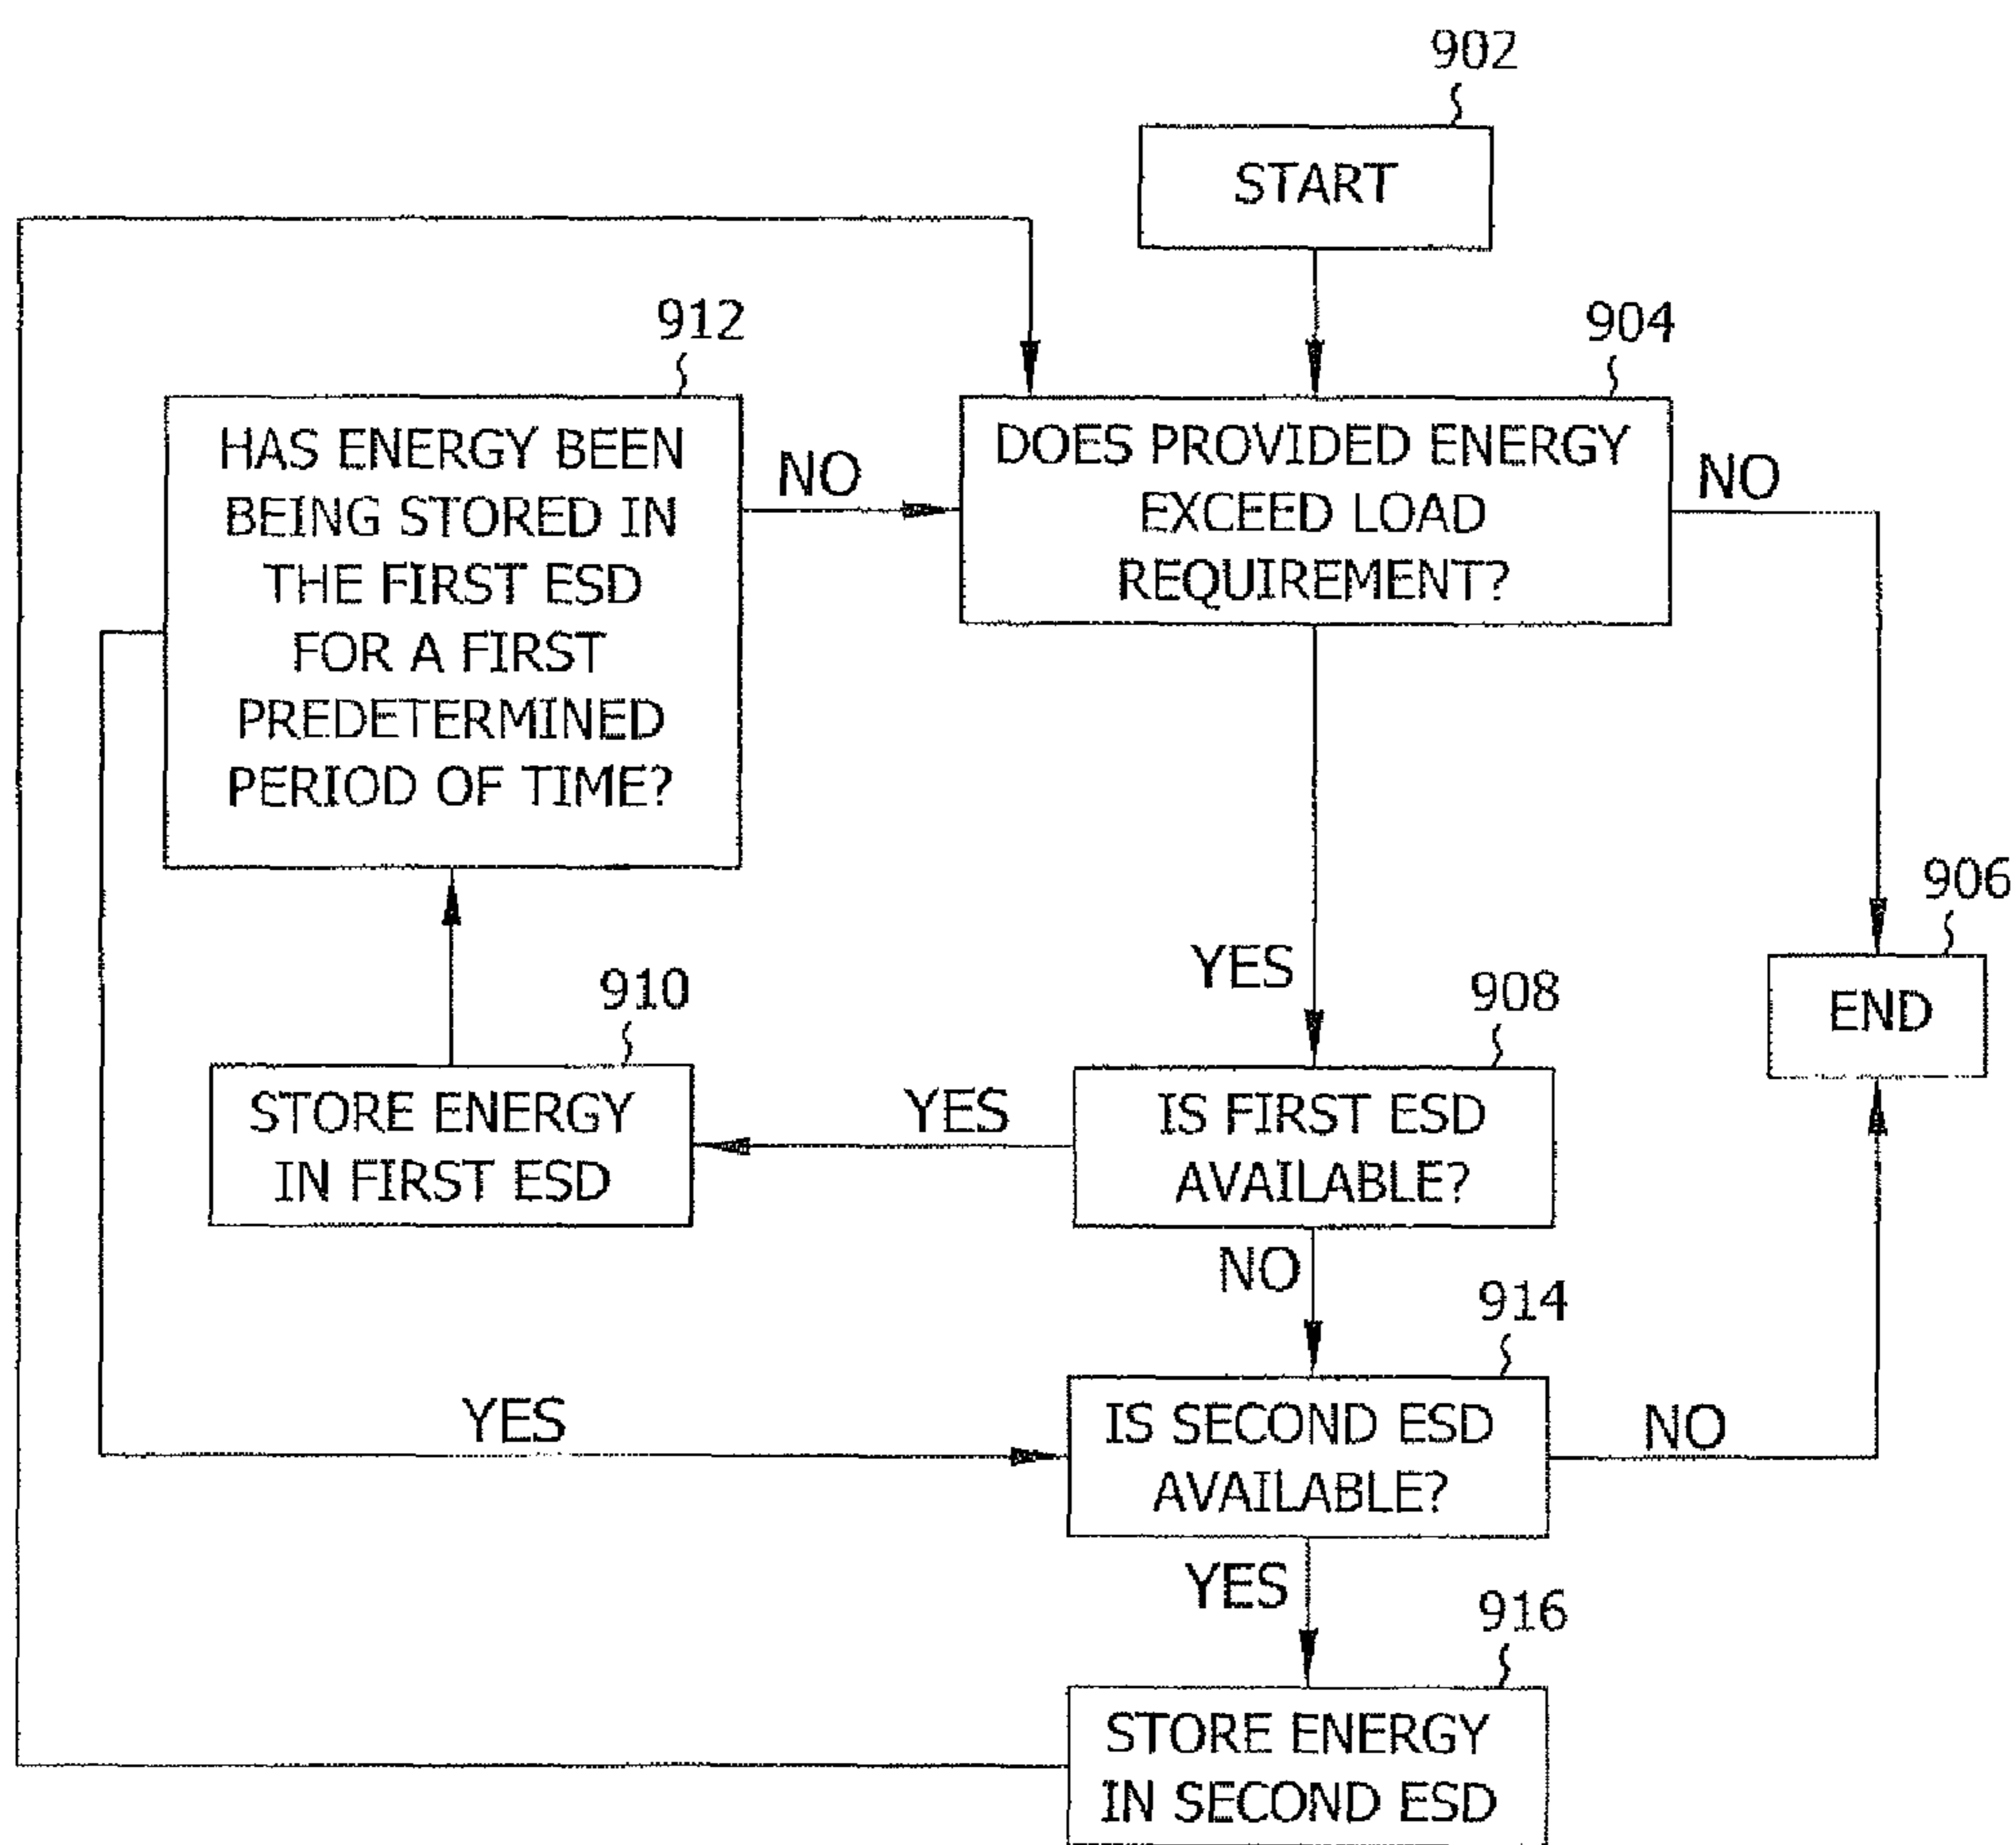 902
START
912
904
HAS ENERGY BEEN
BEING STORED IN
THE FIRST ESD
FOR A FIRST
PREDETERMINED
PERIOD OF TIME?
NO
DOES PROVIDED ENERGY
EXCEED LOAD
REQUIREMENT?
NO
906
END
YES
910
908
STORE ENERGY
IN FIRST ESD
YES
IS FIRST ESD
AVAILABLE?
NO
914
YES
IS SECOND ESD
AVAILABLE?
NO
YES
916
STORE ENERGY
IN SECOND ESD